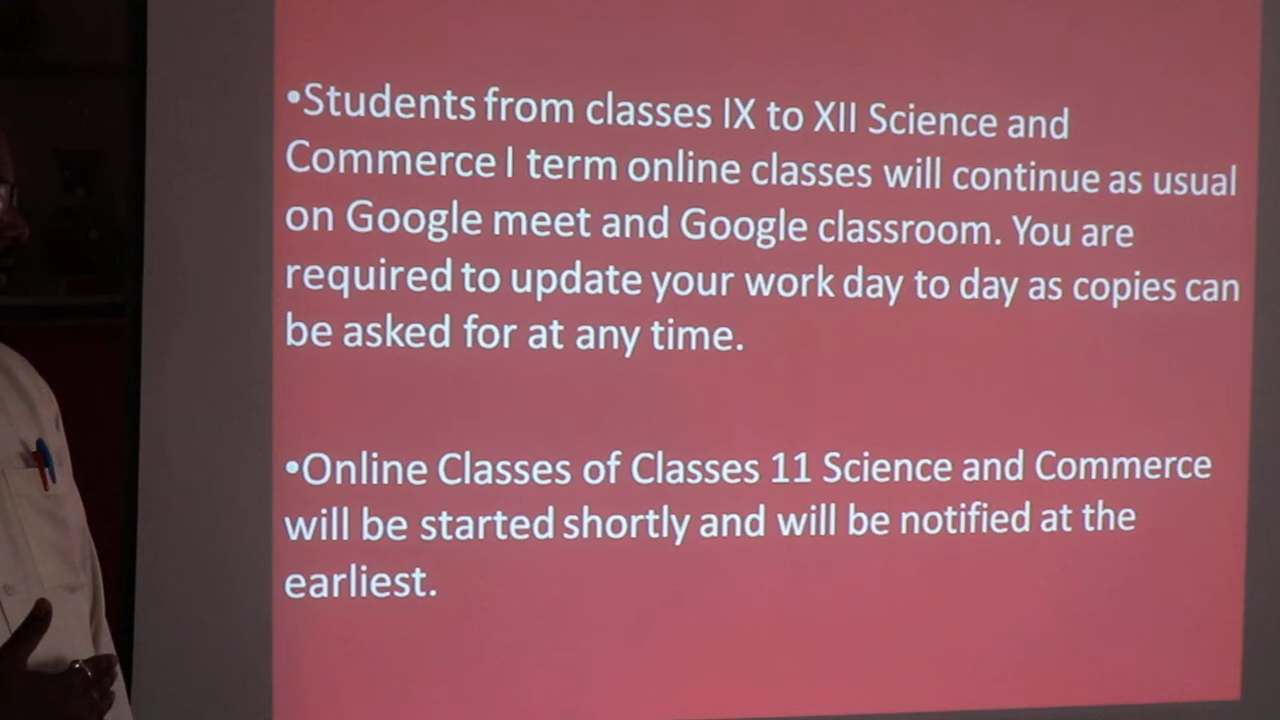 •Students from classes IX to XII Science and
Commerce I term online classes will continue as usual
on Google meet and Google classroom. You are
required to update your work day to day as copies can
be asked for at any time.
•Online Classes of Classes 11 Science and Commerce
will be started shortly and will be notified at the
earliest.